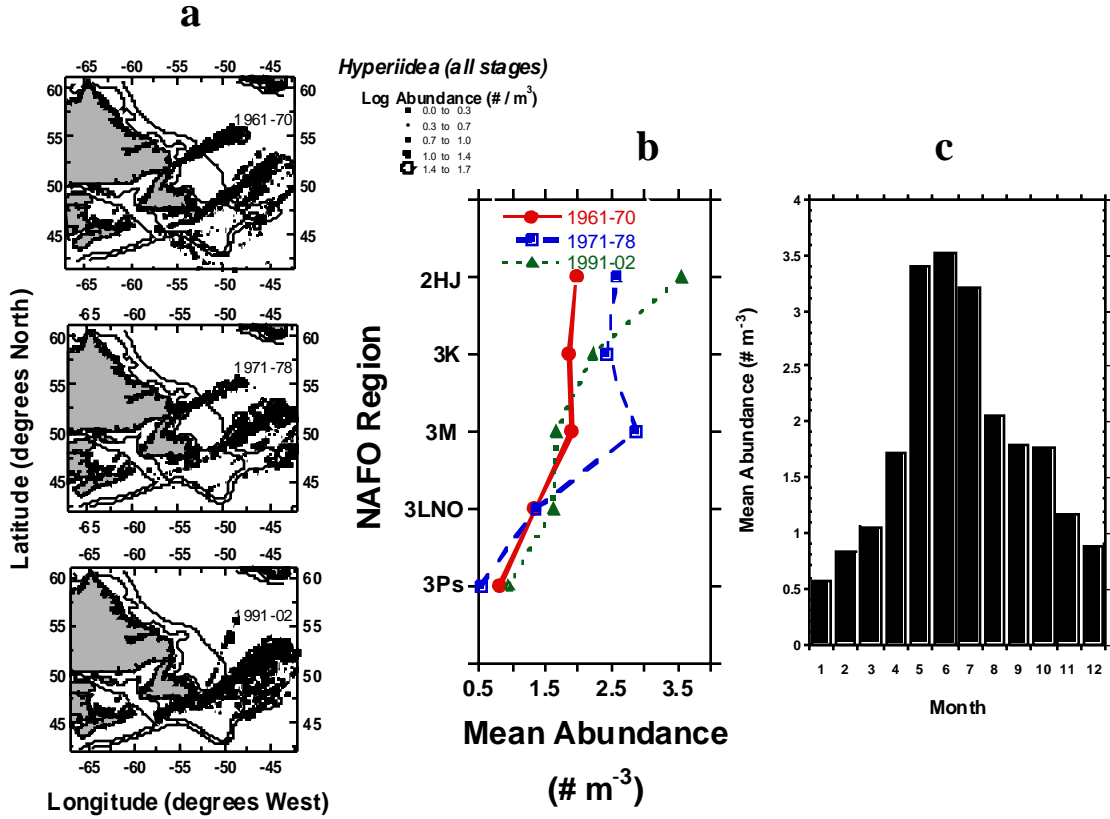 a
-65 -60 -55 -50 -45
60 60
55 55
50 50
45 45
1961-70
60 60
55 55
50 50
45 45
1971-78
-65 -60 -55 -50 -45
-65 -60 -55 -50 -45
60 60
55 55
50 50
45 45
1991-02
-65 -60 -55 -50 -45
Latitude (degrees North)
Longitude (degrees West)
Hyperiidea (all stages)
Log Abundance (# / m³)
0.0 to 0.3
0.3 to 0.7
0.7 to 1.0
1.0 to 1.4
1.4 to 1.7
b
1961-70
1971-78
1991-02
2HJ
3K
3M
3LNO
3Ps
NAFO Region
0.5 1.5 2.5 3.5
Mean Abundance
(# m⁻³)
c
4
3.5
3
2.5
2
1.5
1
0.5
0
Mean Abundance (# m⁻³)
1 2 3 4 5 6 7 8 9 10 11 12
Month